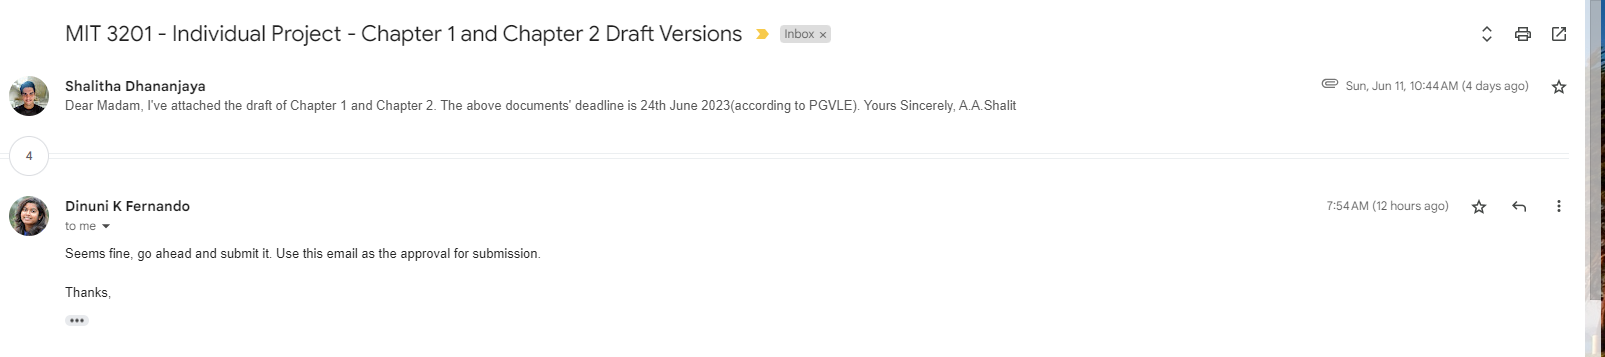 MIT 3201 - Individual Project - Chapter 1 and Chapter 2 Draft Versions Inbox ×
Shalitha Dhananjaya Sun, Jun 11, 10:44 AM (4 days ago)
Dear Madam, I've attached the draft of Chapter 1 and Chapter 2. The above documents' deadline is 24th June 2023(according to PGVLE). Yours Sincerely, A.A.Shalit
4
Dinuni K Fernando 7:54 AM (12 hours ago)
to me
Seems fine, go ahead and submit it. Use this email as the approval for submission.
Thanks,